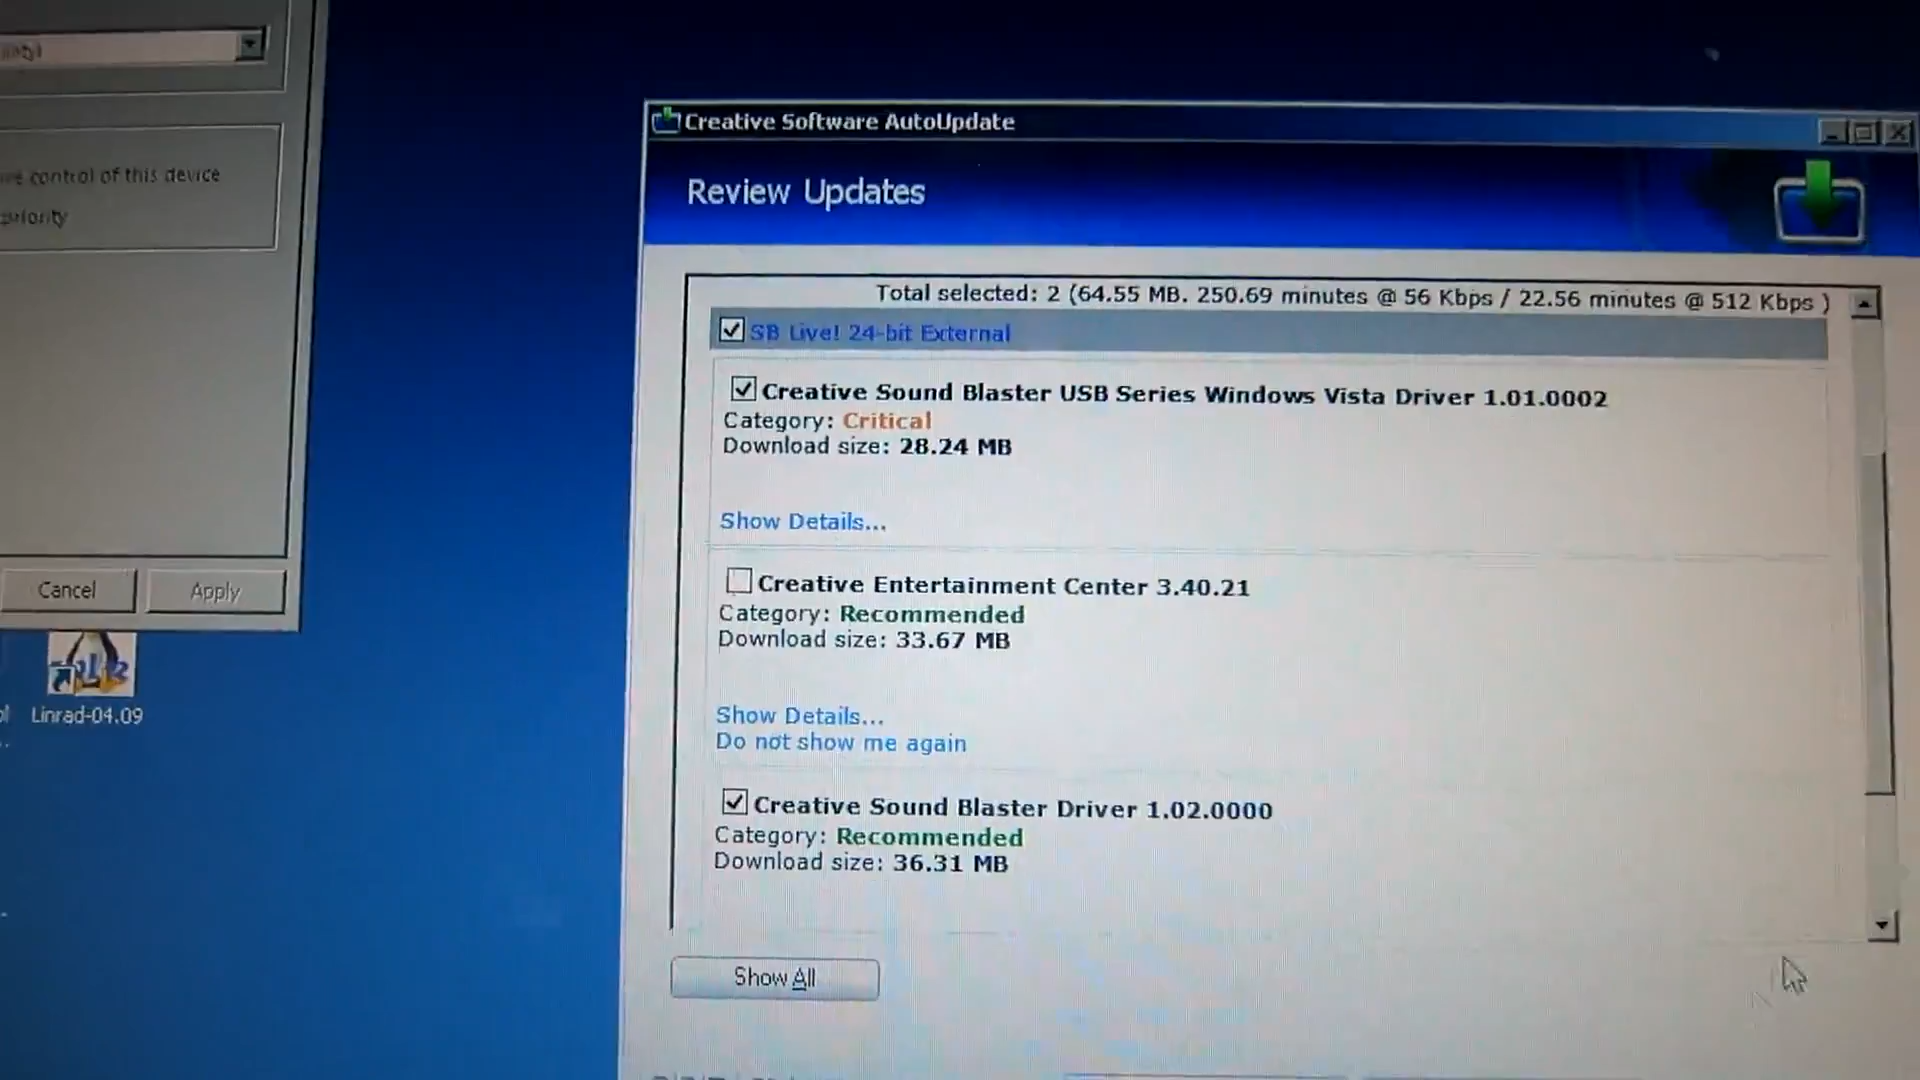 control of this device
priority
Cancel
Apply
Linrad-04.09
Creative Software AutoUpdate
Review Updates
Total selected: 2 (64.55 MB. 250.69 minutes @ 56 Kbps / 22.56 minutes @ 512 Kbps )
SB Live! 24-bit External
Creative Sound Blaster USB Series Windows Vista Driver 1.01.0002
Category: Critical
Download size: 28.24 MB
Show Details...
Creative Entertainment Center 3.40.21
Category: Recommended
Download size: 33.67 MB
Show Details...
Do not show me again
Creative Sound Blaster Driver 1.02.0000
Category: Recommended
Download size: 36.31 MB
Show All